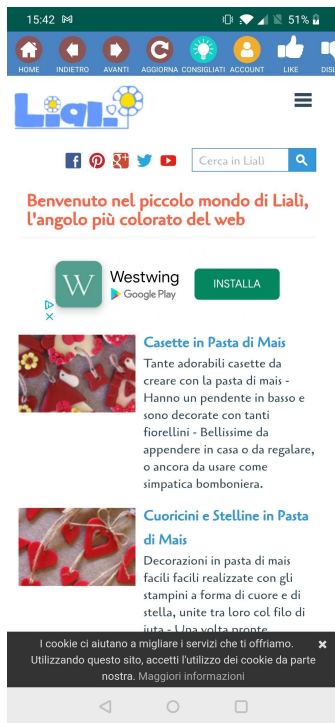 15:42
51%
HOME INDIETRO AVANTI AGGIORNA CONSIGLIATI ACCOUNT LIKE
Lialì
Cerca in Lialì
Benvenuto nel piccolo mondo di Lialì,
l'angolo più colorato del web
W
Westwing
Google Play
INSTALLA
Casette in Pasta di Mais
Tante adorabili casette da
creare con la pasta di mais -
Hanno un pendente in basso e
sono decorate con tanti
fiorellini - Bellissime da
appendere in casa o da regalare,
o ancora da usare come
simpatica bomboniera.
Cuoricini e Stelline in Pasta
di Mais
Decorazioni in pasta di mais
facili facili realizzate con gli
stampini a forma di cuore e di
stella, unite tra loro col filo di
iuta - Una volta pronte
I cookie ci aiutano a migliore i servizi che ti offriamo.
Utilizzando questo sito, accetti l'utilizzo dei cookie da parte
nostra. Maggiori informazioni